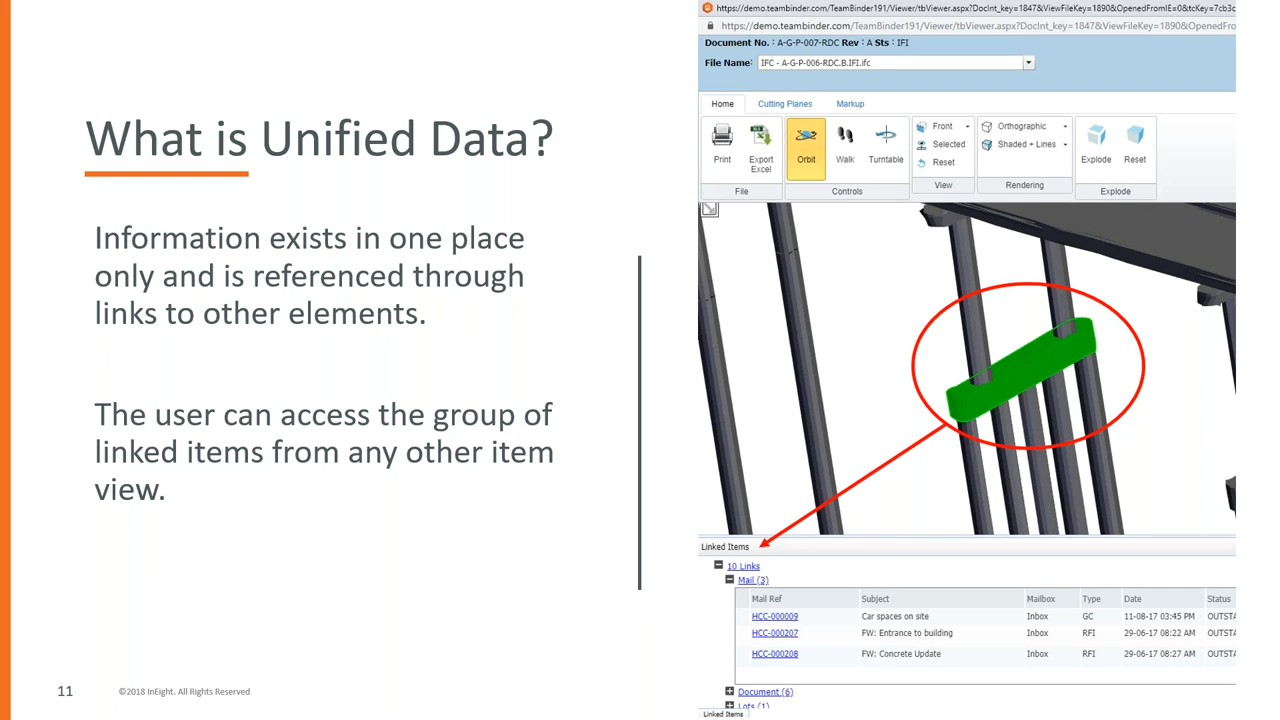 What is Unified Data?
Information exists in one place
only and is referenced through
links to other elements.
The user can access the group of
linked items from any other item
view.
11
©2018 InEight. All Rights Reserved
https://demo.teambinder.com/TeamBinder191/Viewer/tbViewer.aspx?DocInt_key=1847&ViewFileKey=1890&OpenedFromIE=0&tcKey=7cb3c
https://demo.teambinder.com/TeamBinder191/Viewer/tbViewer.aspx?DocInt_key=1847&ViewFileKey=1890&OpenedFro
Document No. : A-G-P-007-RDC Rev : A Sts : IFI
File Name: IFC - A-G-P-006-RDC.B.IFI.ifc
Home Cutting Planes Markup
Print Export Excel Orbit Walk Turntable Front Selected Reset Orthographic Shaded + Lines Explode Reset
File Controls View Rendering Explode
Linked Items
10 Links
Mail (3)
Mail Ref Subject Mailbox Type Date Status
HCC-000009 Car spaces on site Inbox GC 11-08-17 03:45 PM OUTSTA
HCC-000207 FW: Entrance to building Inbox RFI 29-06-17 08:22 AM OUTSTA
HCC-000208 FW: Concrete Update Inbox RFI 29-06-17 08:27 AM OUTSTA
Document (6)
Lots (1)
Linked Items